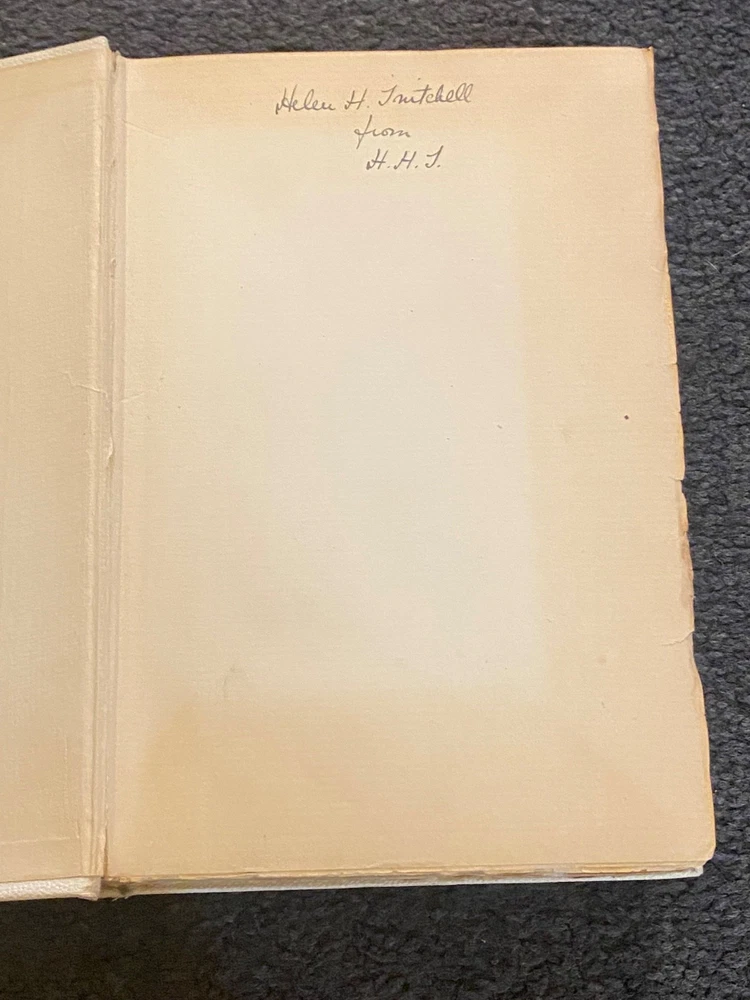 Helen H. Twitchell
from
H. H. T.